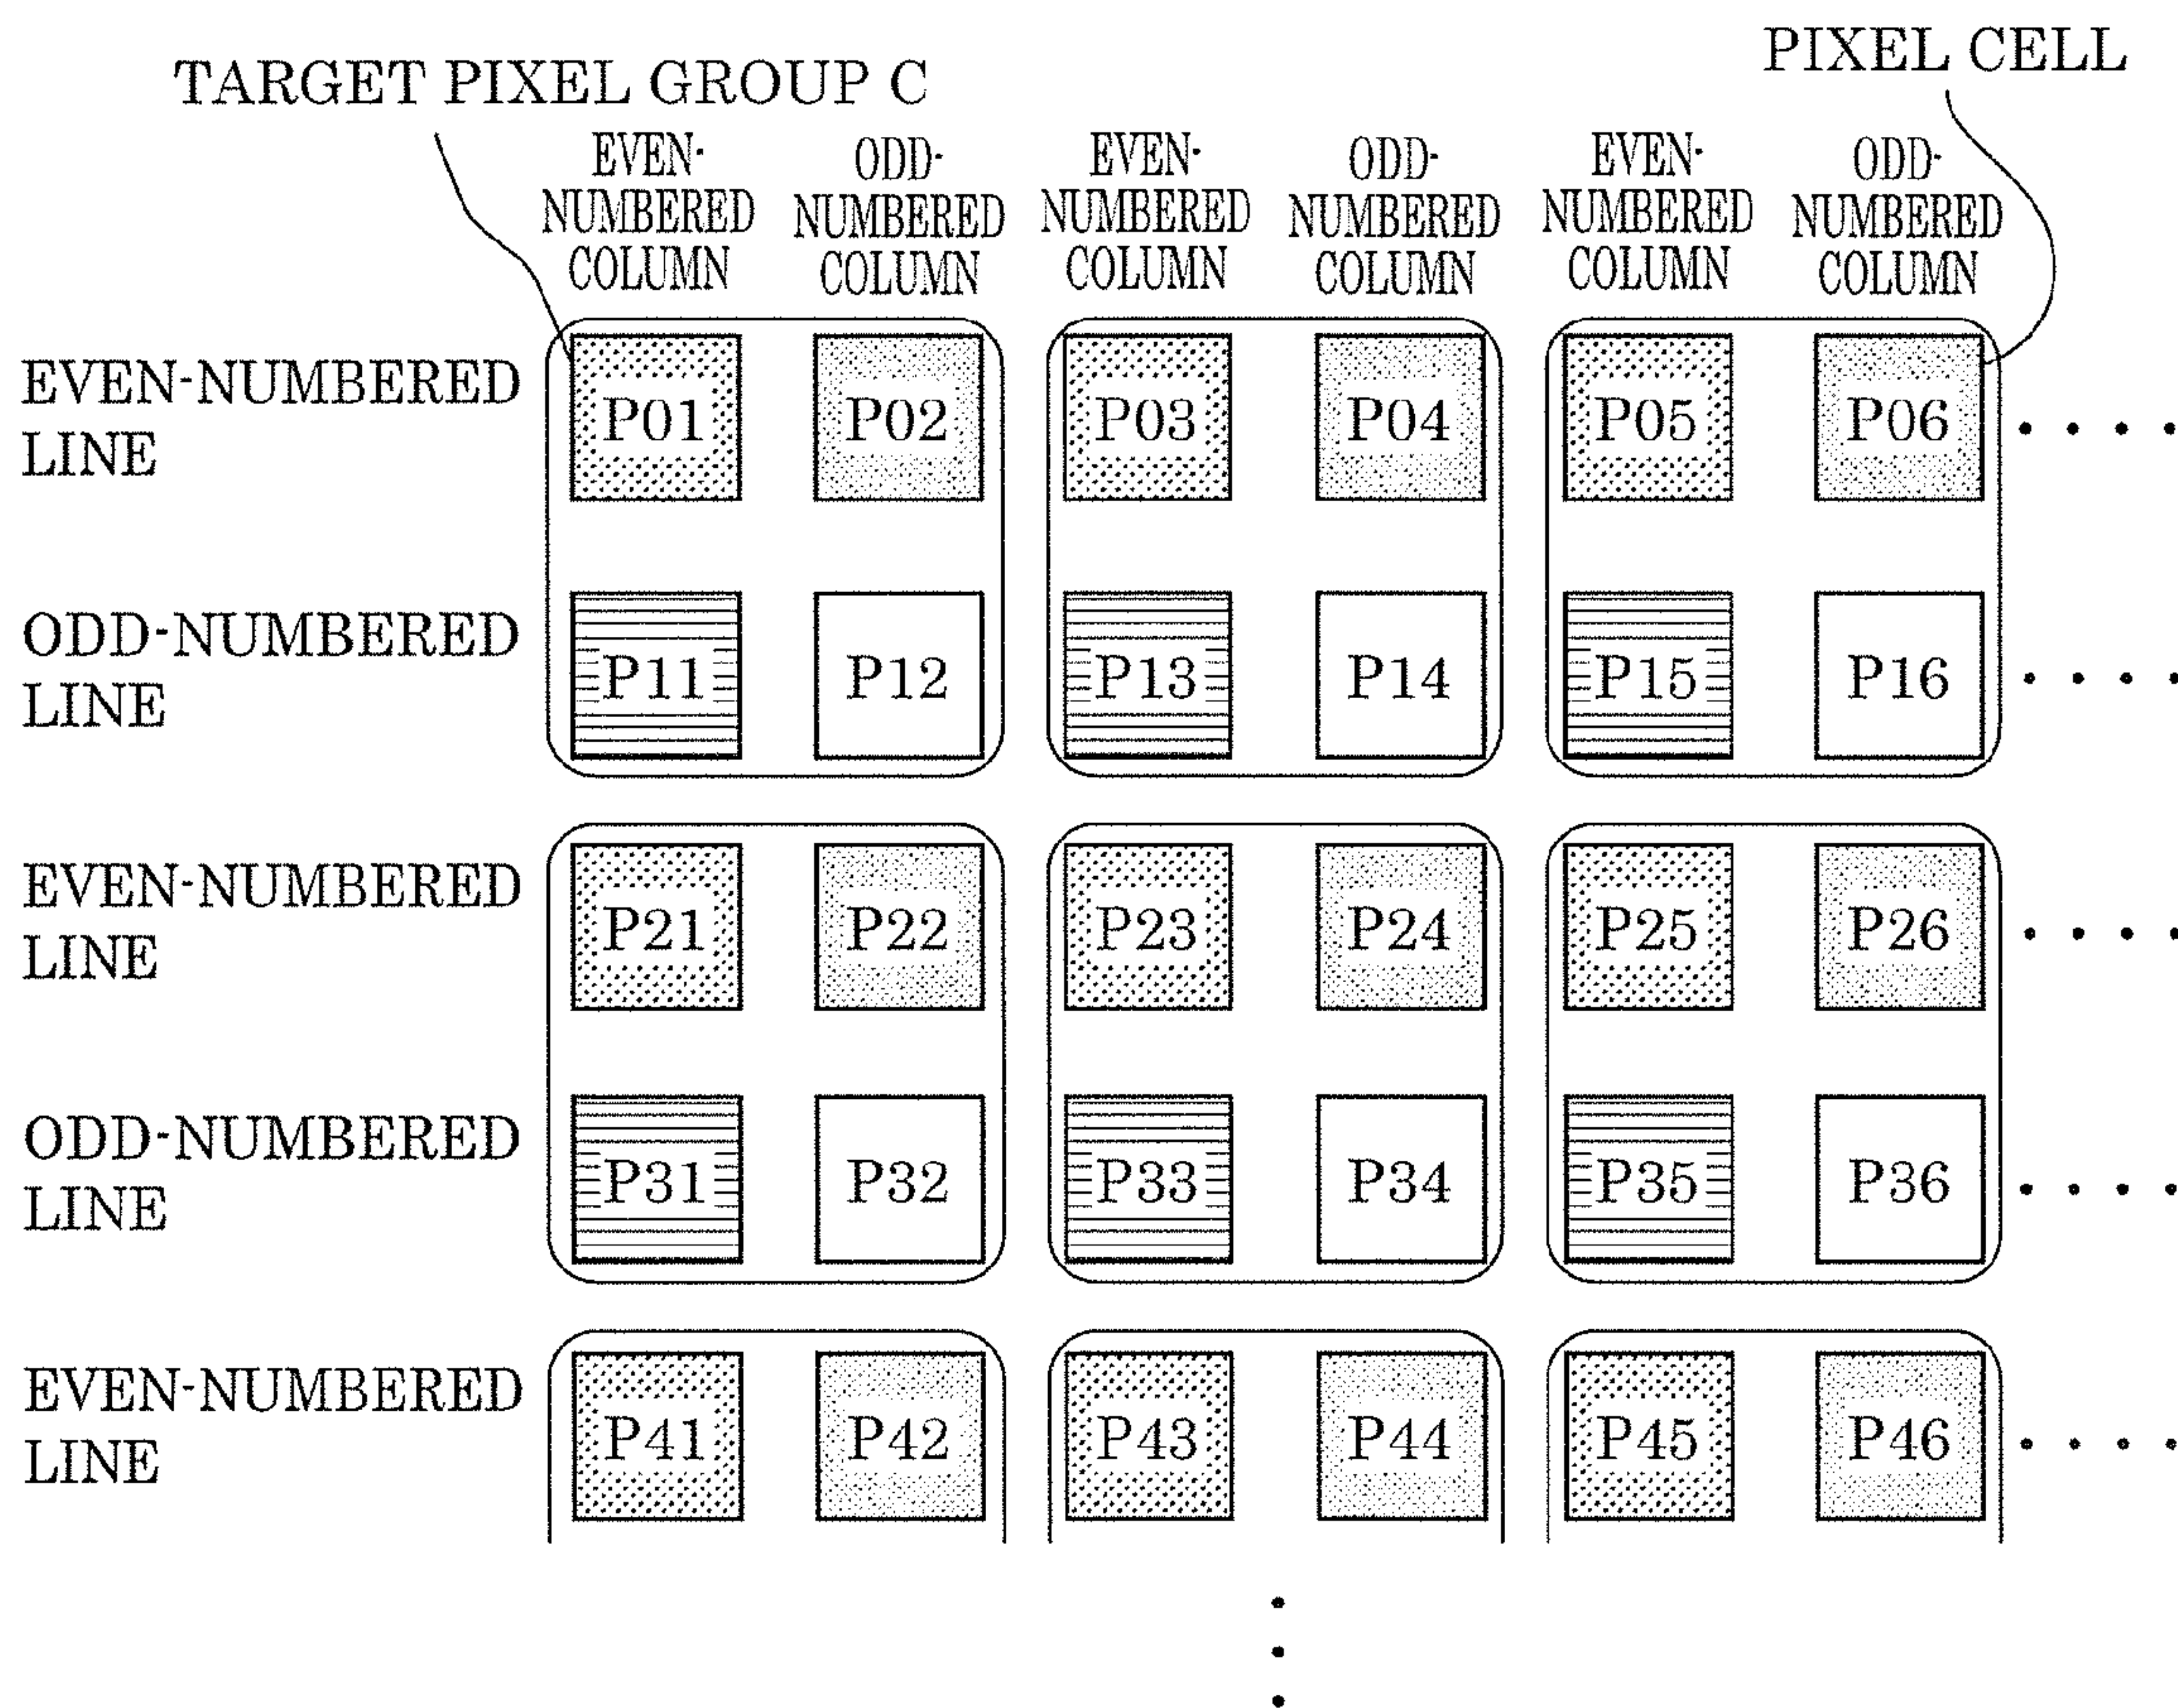 TARGET PIXEL GROUP C
PIXEL CELL
EVEN-
NUMBERED
COLUMN
ODD-
NUMBERED
COLUMN
EVEN-
NUMBERED
COLUMN
ODD-
NUMBERED
COLUMN
EVEN-
NUMBERED
COLUMN
ODD-
NUMBERED
COLUMN
EVEN-NUMBERED
LINE
P01 P02 P03 P04 P05 P06 . . . .
ODD-NUMBERED
LINE
P11 P12 P13 P14 P15 P16 . . . .
EVEN-NUMBERED
LINE
P21 P22 P23 P24 P25 P26 . . . .
ODD-NUMBERED
LINE
P31 P32 P33 P34 P35 P36 . . . .
EVEN-NUMBERED
LINE
P41 P42 P43 P44 P45 P46 . . . .